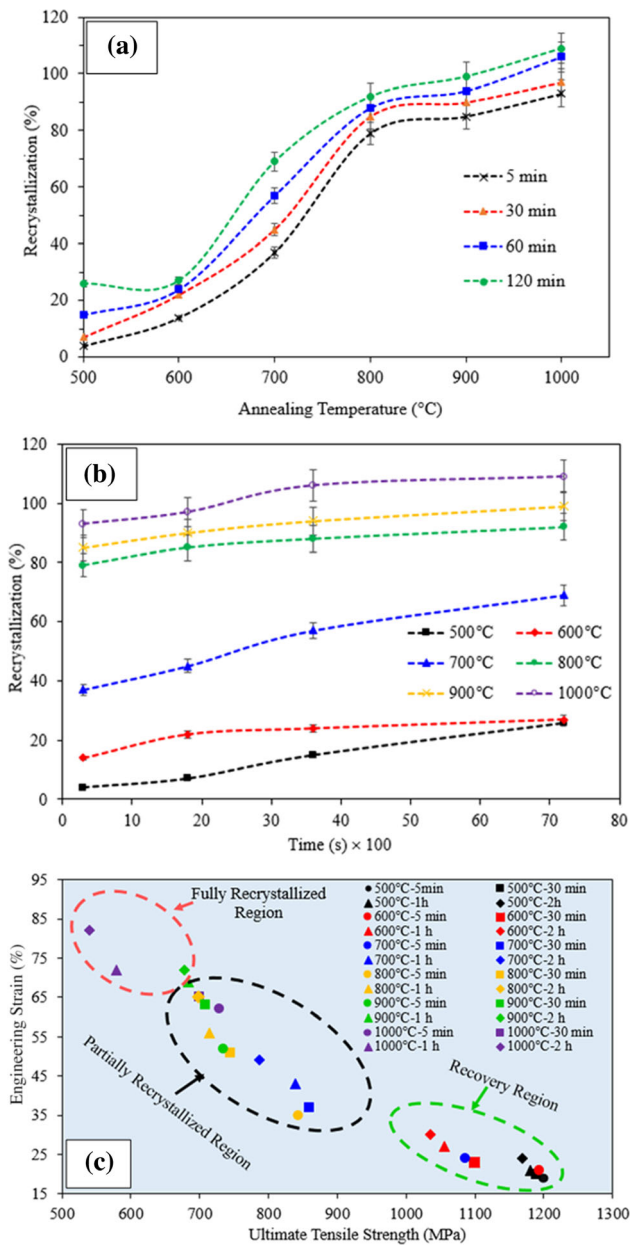 (a)
120
100
80
60
40
20
0
Recrystallization (%)
5 min
30 min
60 min
120 min
500 600 700 800 900 1000
Annealing Temperature (°C)
(b)
120
100
80
60
40
20
0
Recrystallization (%)
500°C 600°C
700°C 800°C
900°C 1000°C
0 10 20 30 40 50 60 70 80
Time (s) × 100
95
85
75
65
55
45
35
25
15
Engineering Strain (%)
Fully Recrystallized
Region
500°C-5min 500°C-30 min
500°C-1h 500°C-2h
600°C-5 min 600°C-30 min
600°C-1 h 600°C-2 h
700°C-5 min 700°C-30 min
700°C-1 h 700°C-2 h
800°C-5 min 800°C-30 min
800°C-1 h 800°C-2 h
900°C-5 min 900°C-30 min
900°C-1 h 900°C-2 h
1000°C-5 min 1000°C-30 min
1000°C-1 h 1000°C-2 h
Partially Recrystallized
Region
Recovery Region
(c)
500 600 700 800 900 1000 1100 1200 1300
Ultimate Tensile Strength (MPa)